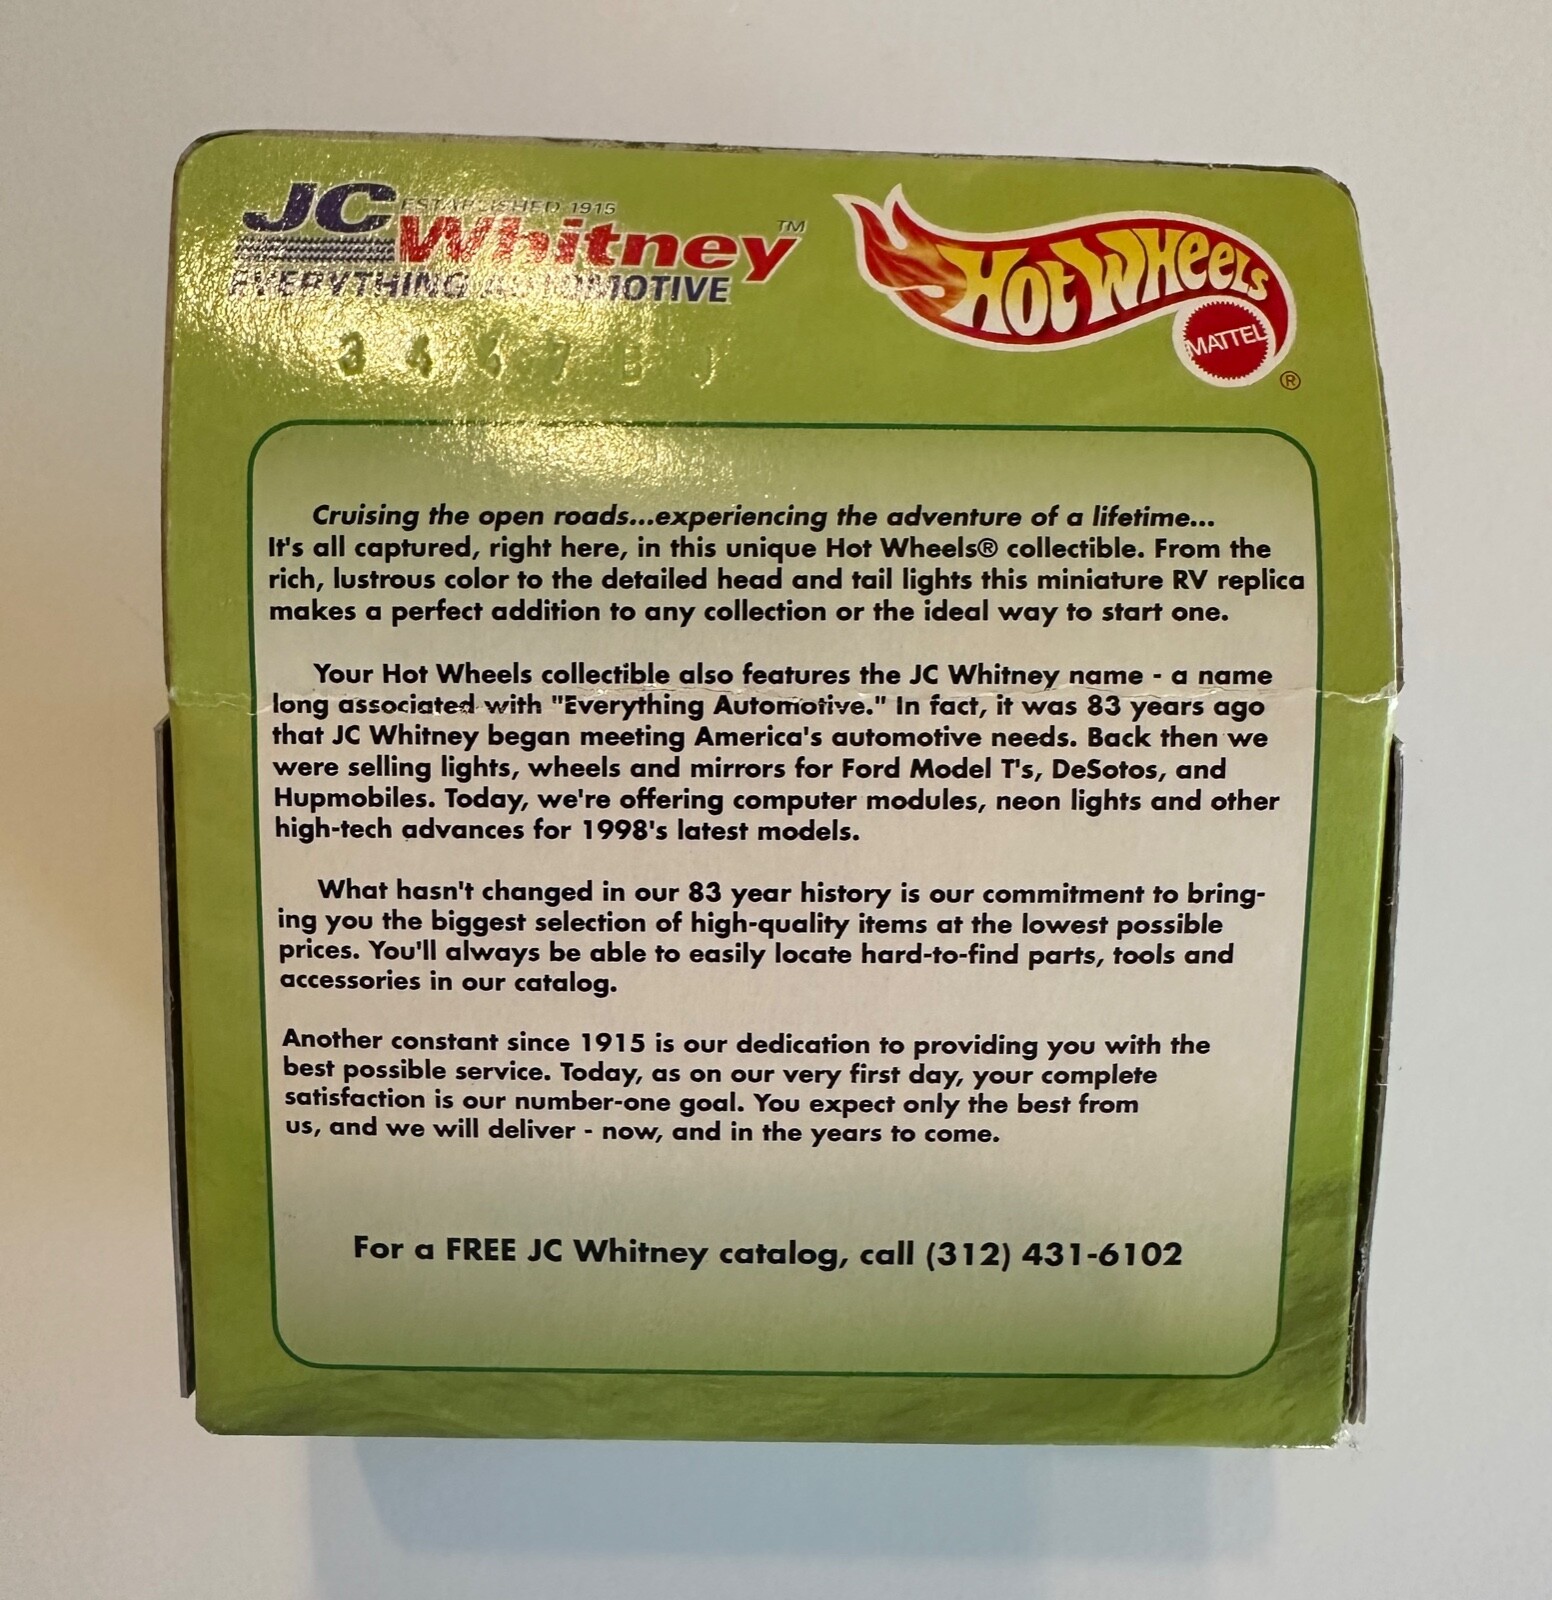 JC
ESTABLISHED 1915
Whitney™
EVERYTHING AUTOMOTIVE
HOT WHEELS
MATTEL
®
Cruising the open roads...experiencing the adventure of a lifetime...
It's all captured, right here, in this unique Hot Wheels® collectible. From the
rich, lustrous color to the detailed head and tail lights this miniature RV replica
makes a perfect addition to any collection or the ideal way to start one.
Your Hot Wheels collectible also features the JC Whitney name - a name
long associated with "Everything Automotive." In fact, it was 83 years ago
that JC Whitney began meeting America's automotive needs. Back then we
were selling lights, wheels and mirrors for Ford Model T's, DeSotos, and
Hupmobiles. Today, we're offering computer modules, neon lights and other
high-tech advances for 1998's latest models.
What hasn't changed in our 83 year history is our commitment to bring-
ing you the biggest selection of high-quality items at the lowest possible
prices. You'll always be able to easily locate hard-to-find parts, tools and
accessories in our catalog.
Another constant since 1915 is our dedication to providing you with the
best possible service. Today, as on our very first day, your complete
satisfaction is our number-one goal. You expect only the best from
us, and we will deliver - now, and in the years to come.
For a FREE JC Whitney catalog, call (312) 431-6102